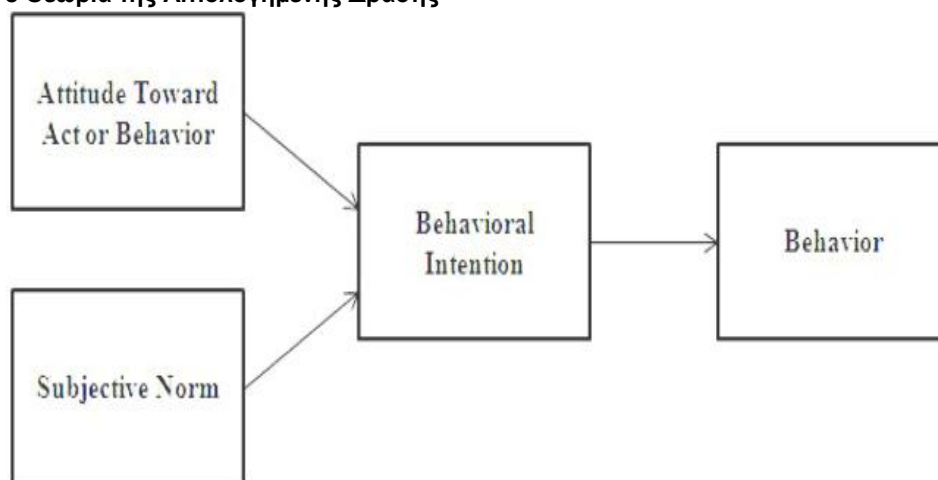 Θεωρία της Αιτιολογημένης Δράσης
Attitude Toward
Act or Behavior
Behavioral
Intention
Behavior
Subjective Norm